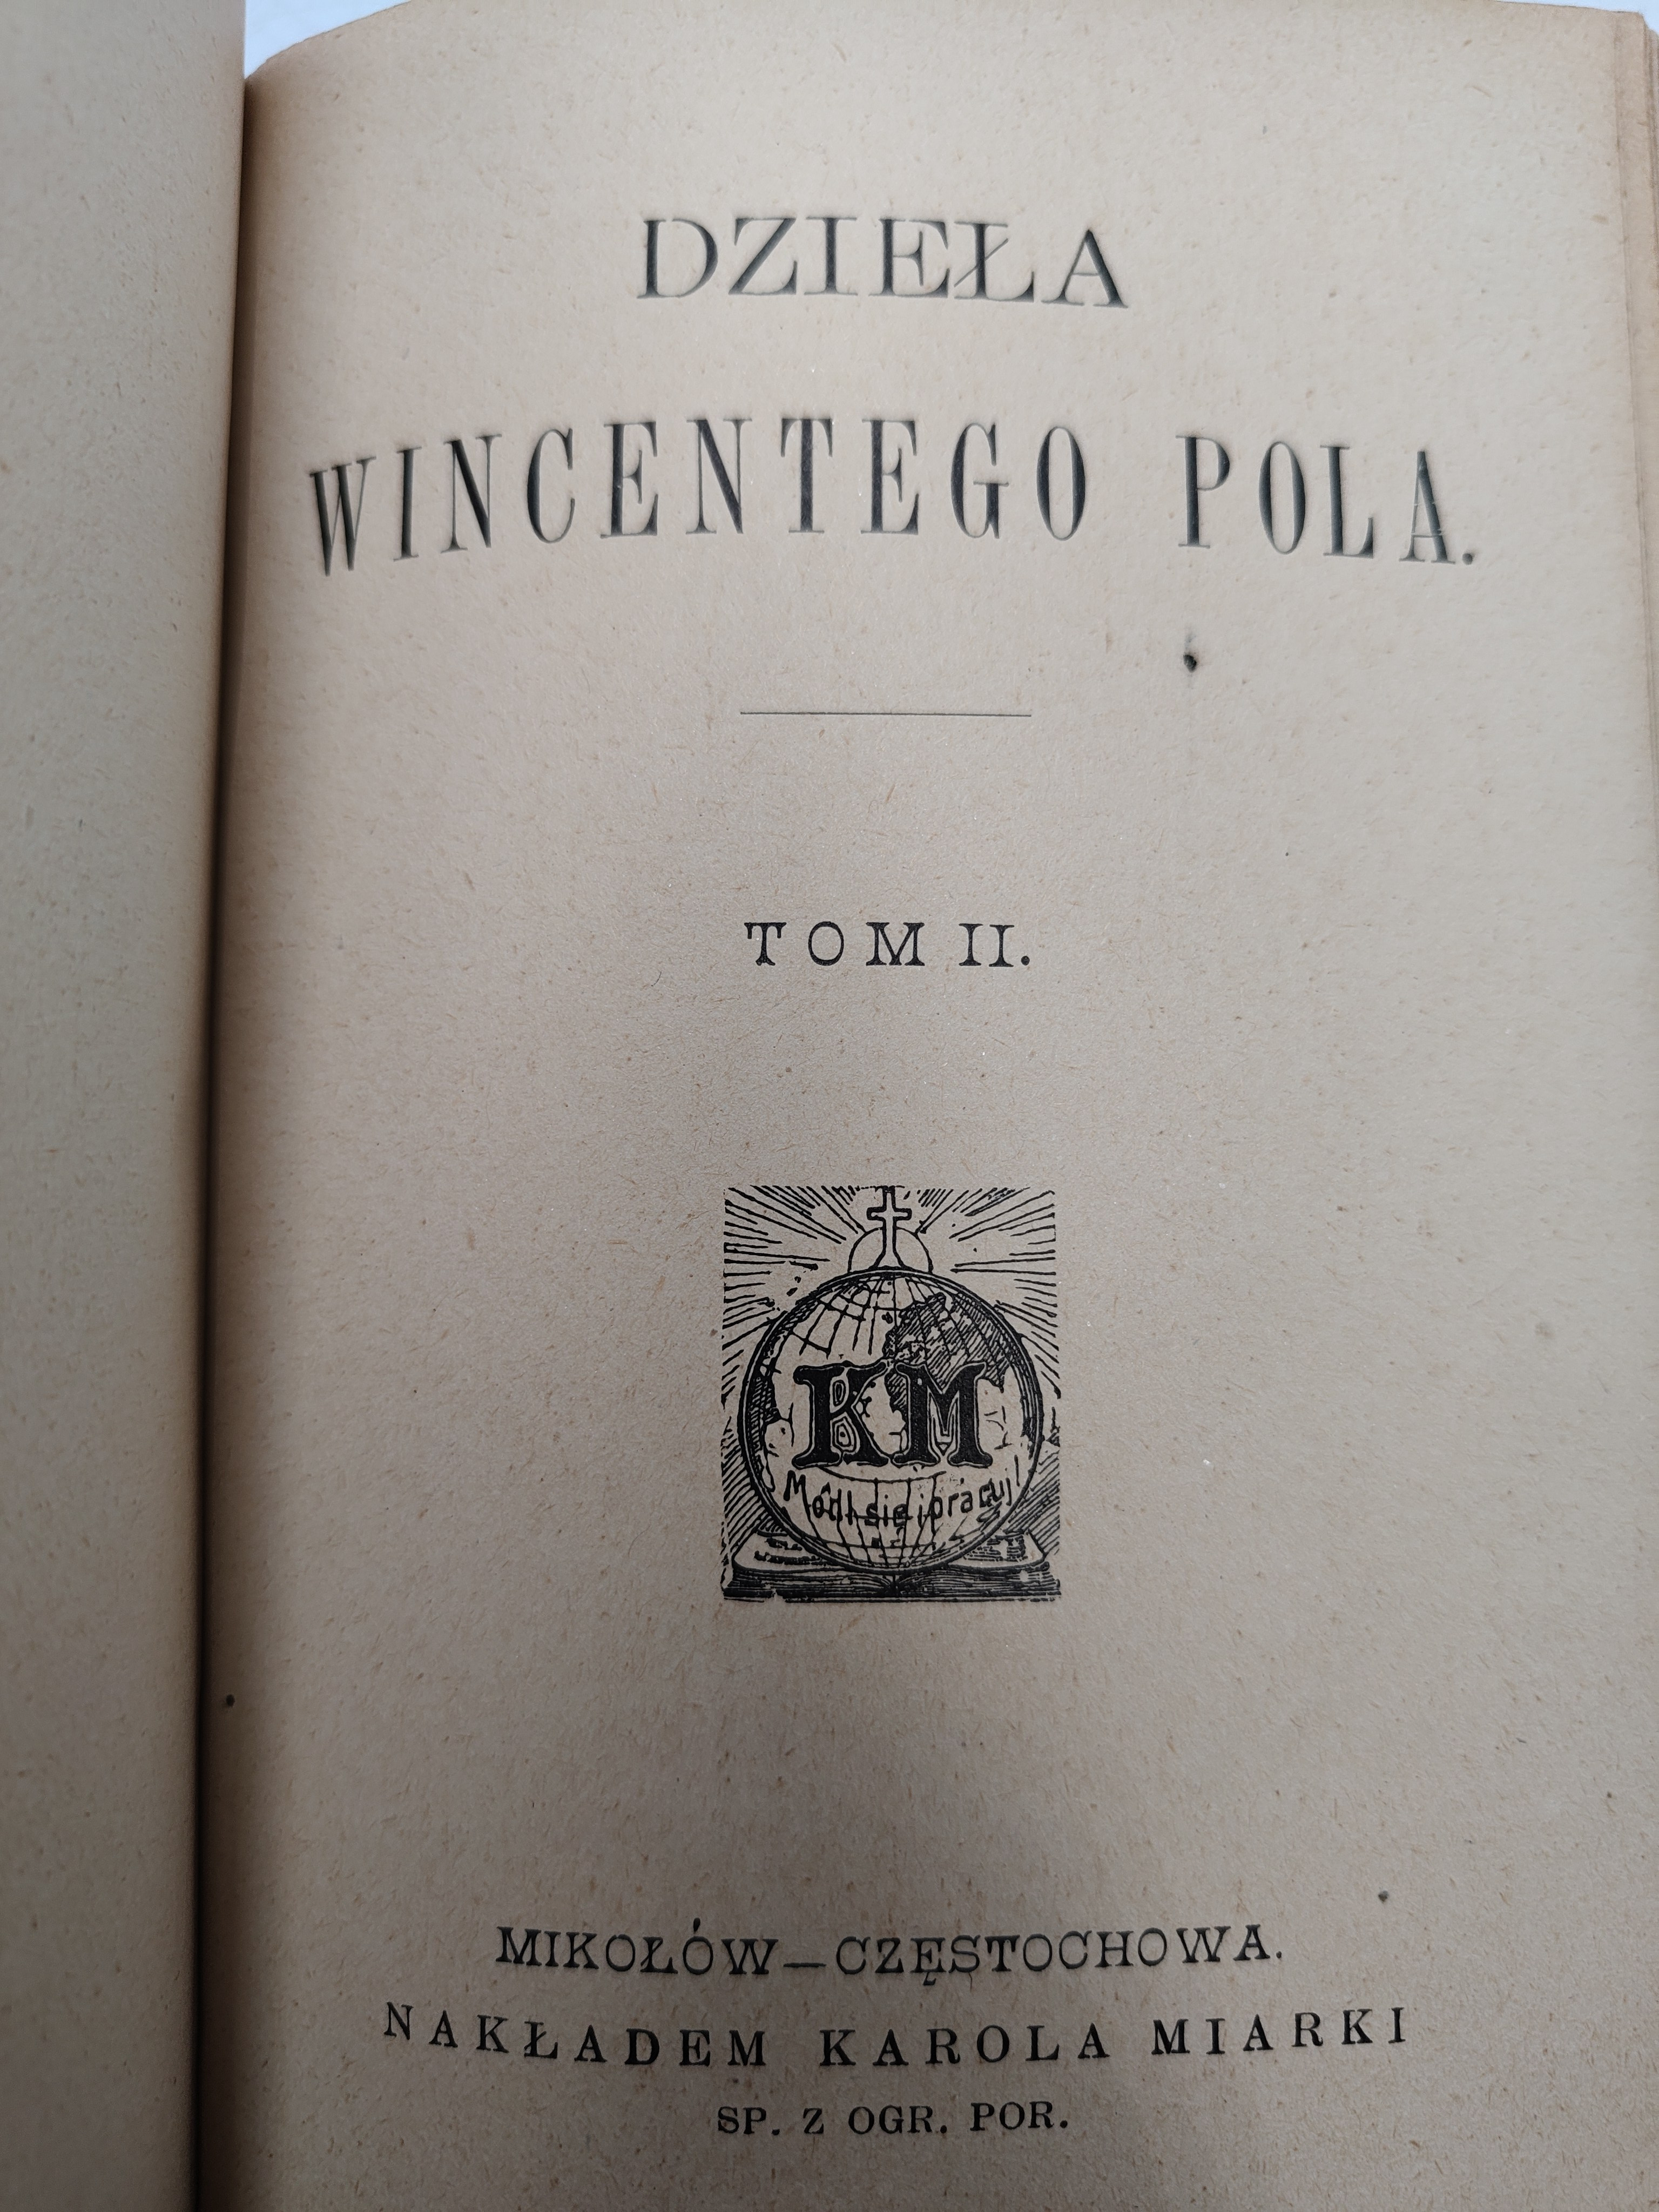 DZIEŁA
WINCENTEGO POLA.
TOM II.
KM
Módl się i pracuj!
MIKOŁÓW—CZĘSTOCHOWA.
NAKŁADEM KAROLA MIARKI
SP. Z OGR. POR.